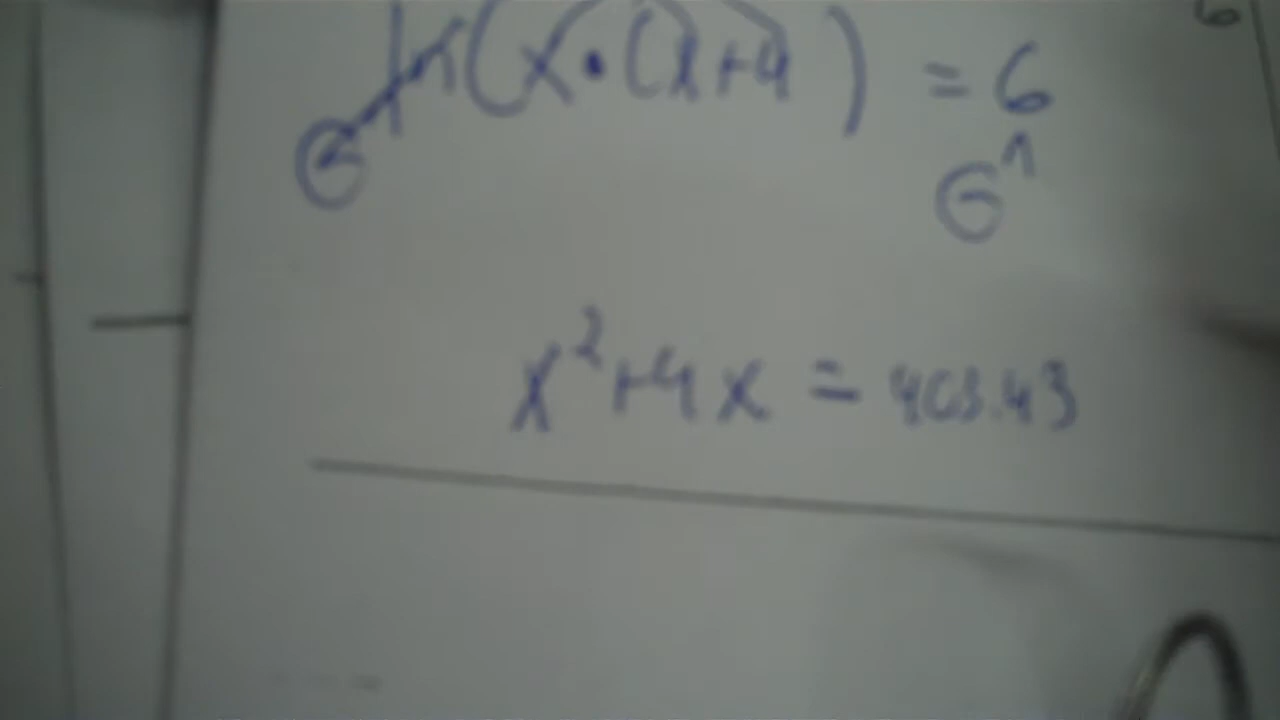 6
ln(x•(x+4) = 6
e e^
x²+4x = 403.43